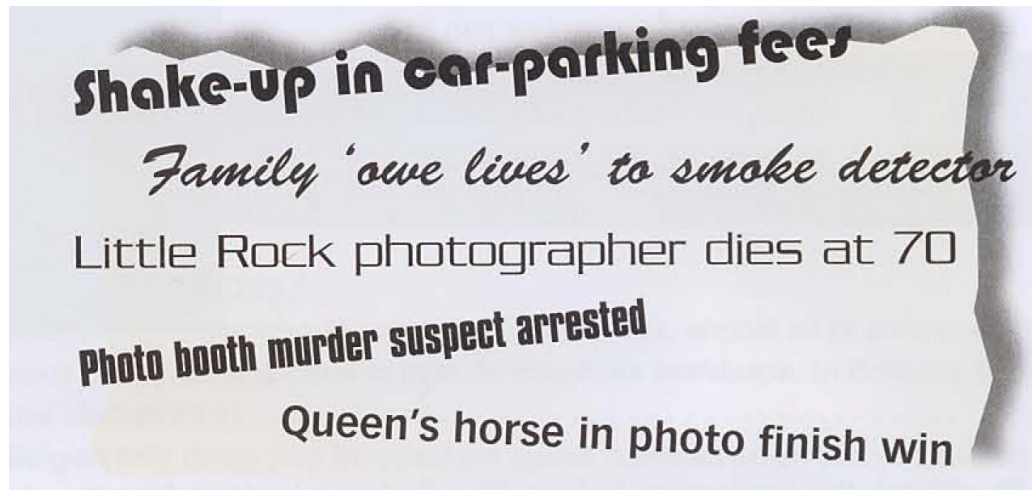 Shake-up in car-parking fees
Family 'owe lives' to smoke detector
Little Rock photographer dies at 70
Photo booth murder suspect arrested
Queen's horse in photo finish win